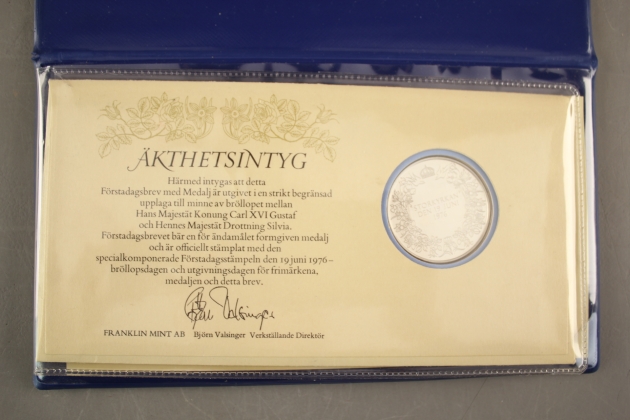 ÄKTHETSINTYG
Härmed intygas att detta
Förstadagsbrev med Medalj är utgivet i en strikt begränsad
upplaga till minne av bröllopet mellan
Hans Majestät Konung Carl XVI Gustaf
och Hennes Majestät Drottning Silvia.
Förstadagsbrevet bär en för ändamålet formgiven medalj
och är officiellt stämplat med den
specialkomponerade Förstadagsstämpeln den 19 juni 1976–
bröllopsdagen och utgivningsdagen för frimärkena,
medaljen och detta brev.
FRANKLIN MINT AB Björn Valsinger Verkställande Direktör